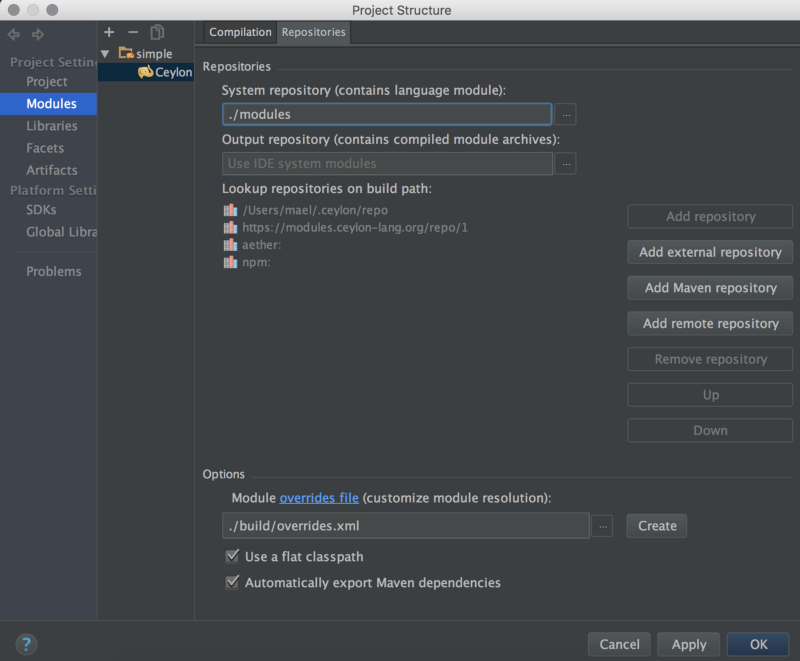 Project Structure
Project Settin
Project
Modules
Libraries
Facets
Artifacts
Platform Setti
SDKs
Global Libra
Problems
simple
Ceylon
Compilation
Repositories
Repositories
System repository (contains language module):
./modules
...
Output repository (contains compiled module archives):
Use IDE system modules
...
Lookup repositories on build path:
/Users/mael/.ceylon/repo
https://modules.ceylon-lang.org/repo/1
aether:
npm:
Add repository
Add external repository
Add Maven repository
Add remote repository
Remove repository
Up
Down
Options
Module overrides file (customize module resolution):
./build/overrides.xml
...
Create
Use a flat classpath
Automatically export Maven dependencies
?
Cancel
Apply
OK